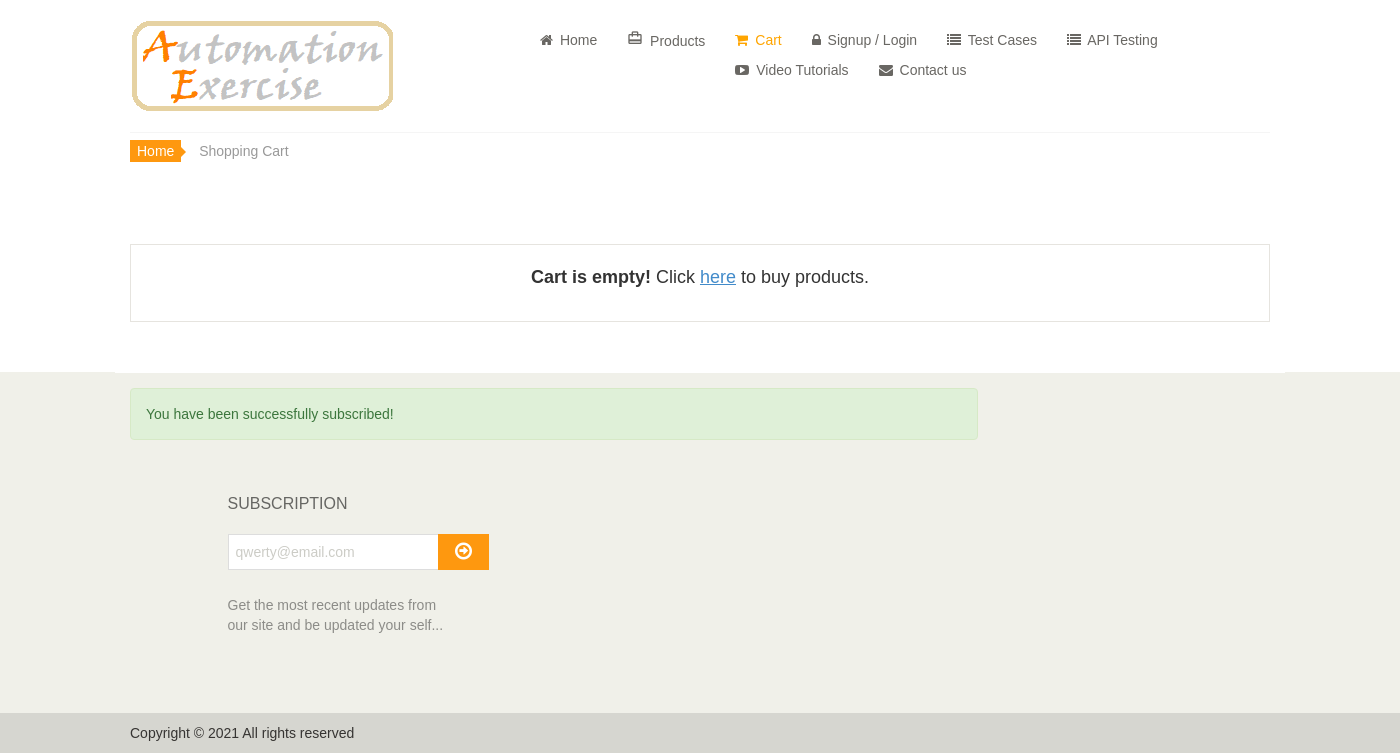 Automation
Exercise
Home Products Cart Signup / Login Test Cases API Testing
Video Tutorials Contact us
Home Shopping Cart
Cart is empty! Click here to buy products.
You have been successfully subscribed!
SUBSCRIPTION
qwerty@email.com
Get the most recent updates from
our site and be updated your self...
Copyright © 2021 All rights reserved